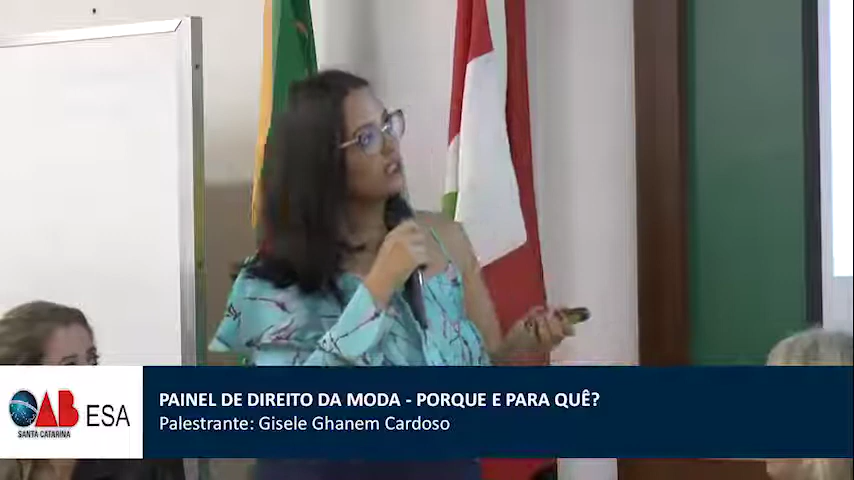 PAINEL DE DIREITO DA MODA - PORQUE E PARA QUÊ?
Palestrante: Gisele Ghanem Cardoso
OAB ESA
SANTA CATARINA